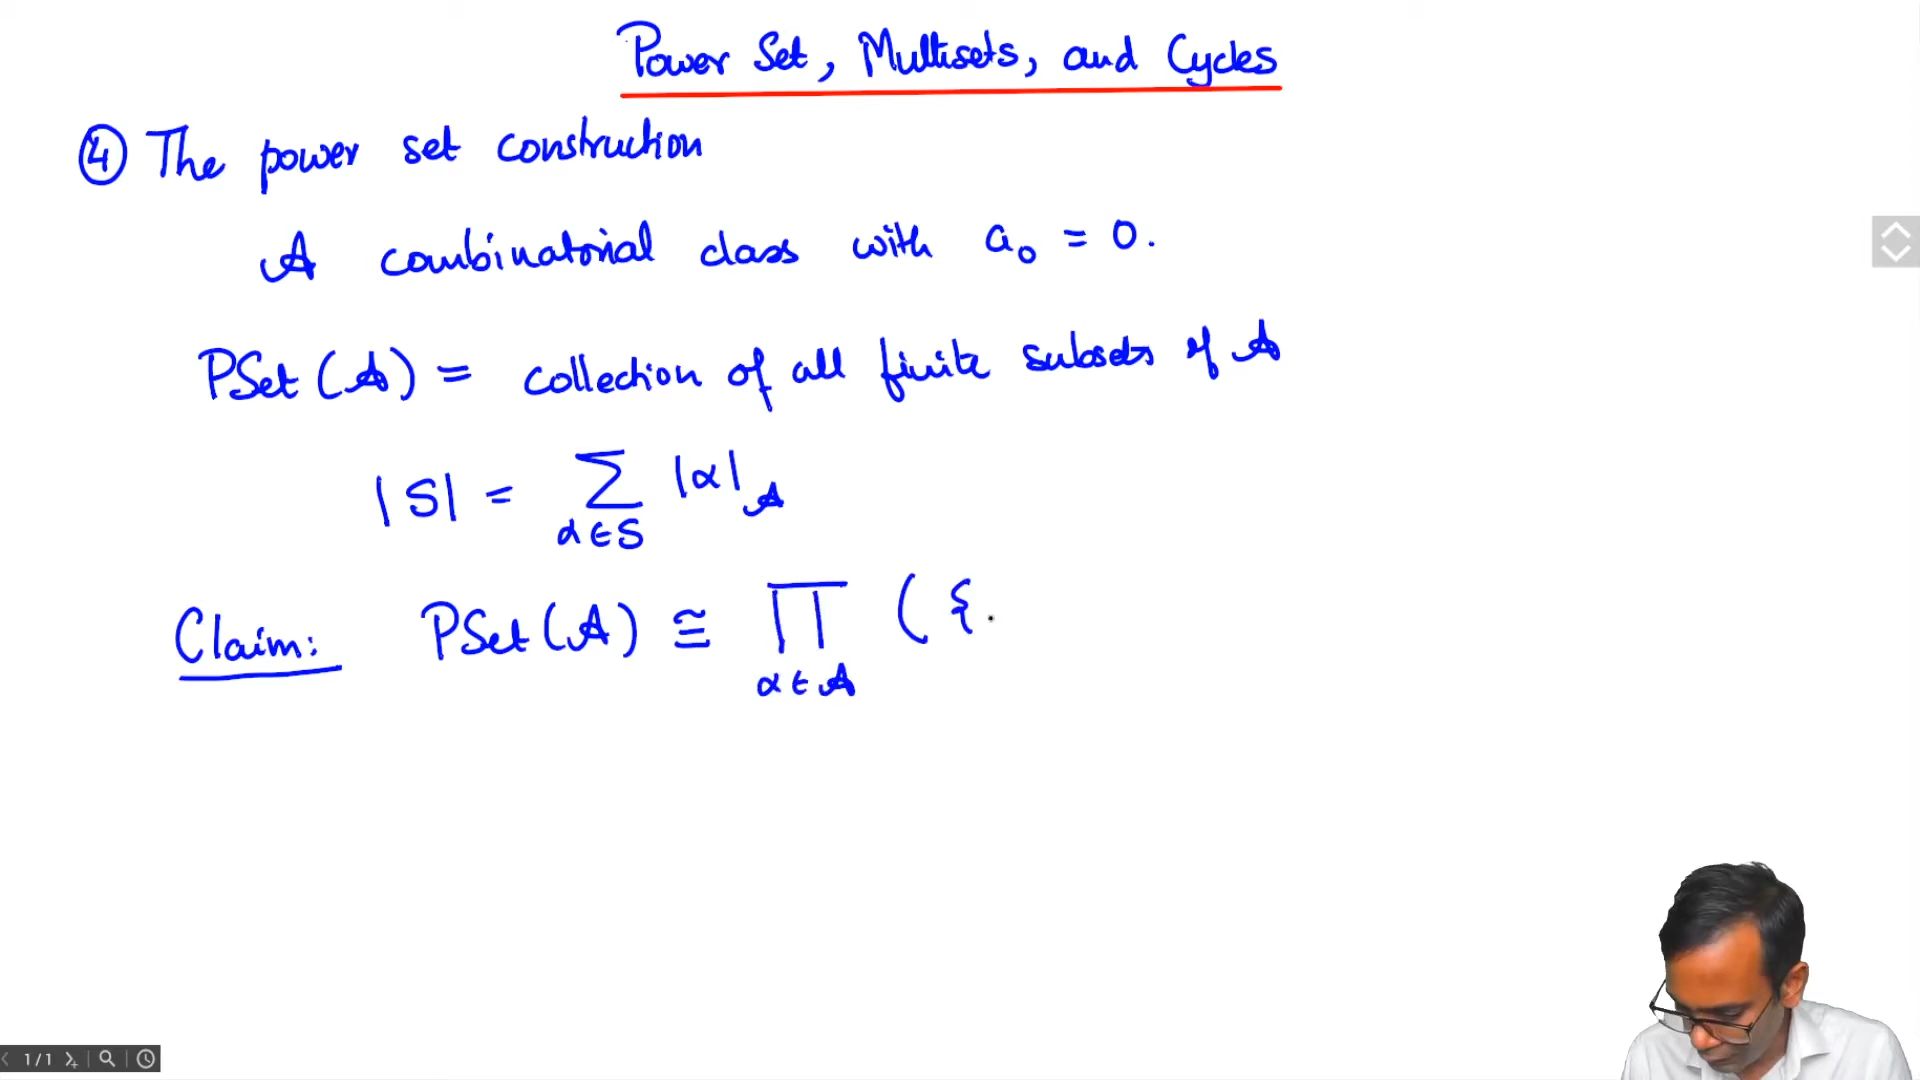 Power Set, Multisets, and Cycles
④ The power set construction
𝒜 combinatorial class with a₀ = 0.
PSet(𝒜) = collection of all finite subsets of 𝒜
|S| = ∑_{α∈S} |α|_𝒜
Claim: PSet(𝒜) ≅ ∏_{α∈𝒜} ( {
1/1